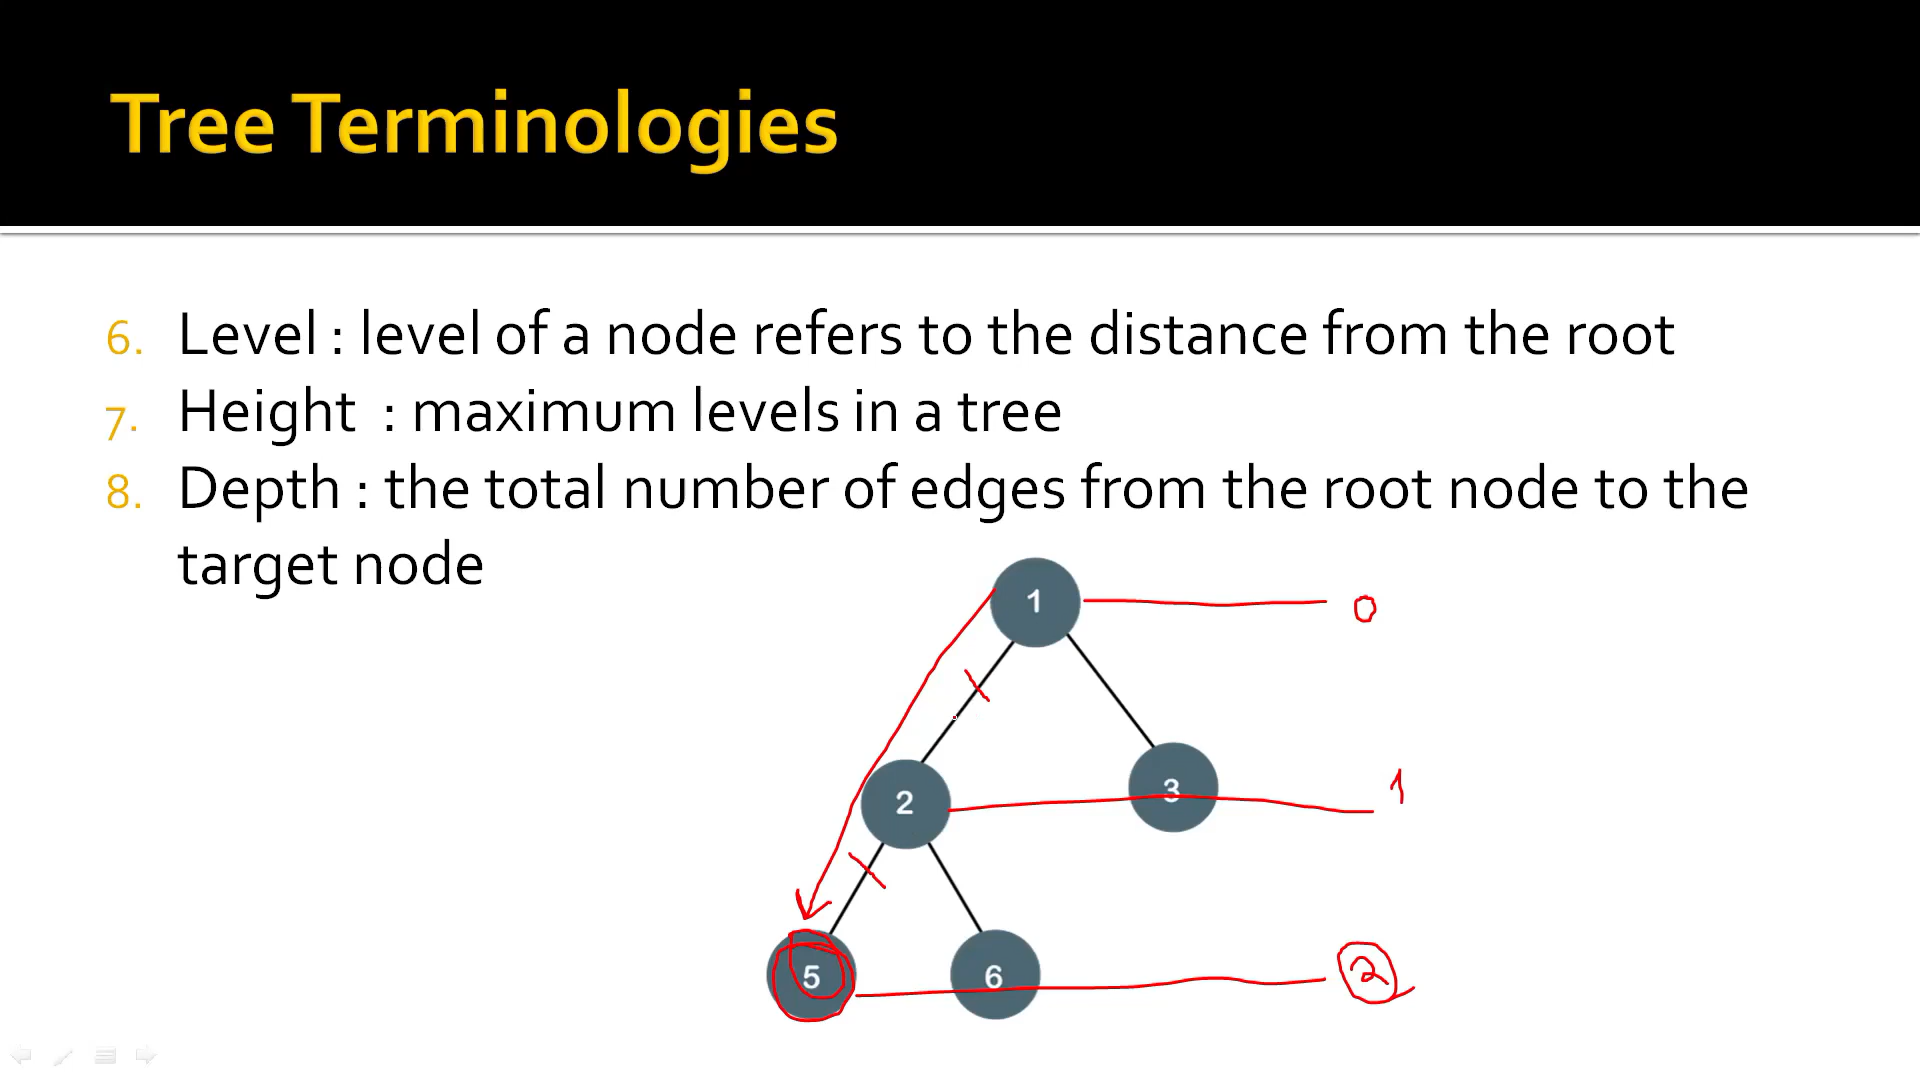 Tree Terminologies
6. Level : level of a node refers to the distance from the root
7. Height : maximum levels in a tree
8. Depth : the total number of edges from the root node to the
target node
1 0
2 3 1
5 6 2